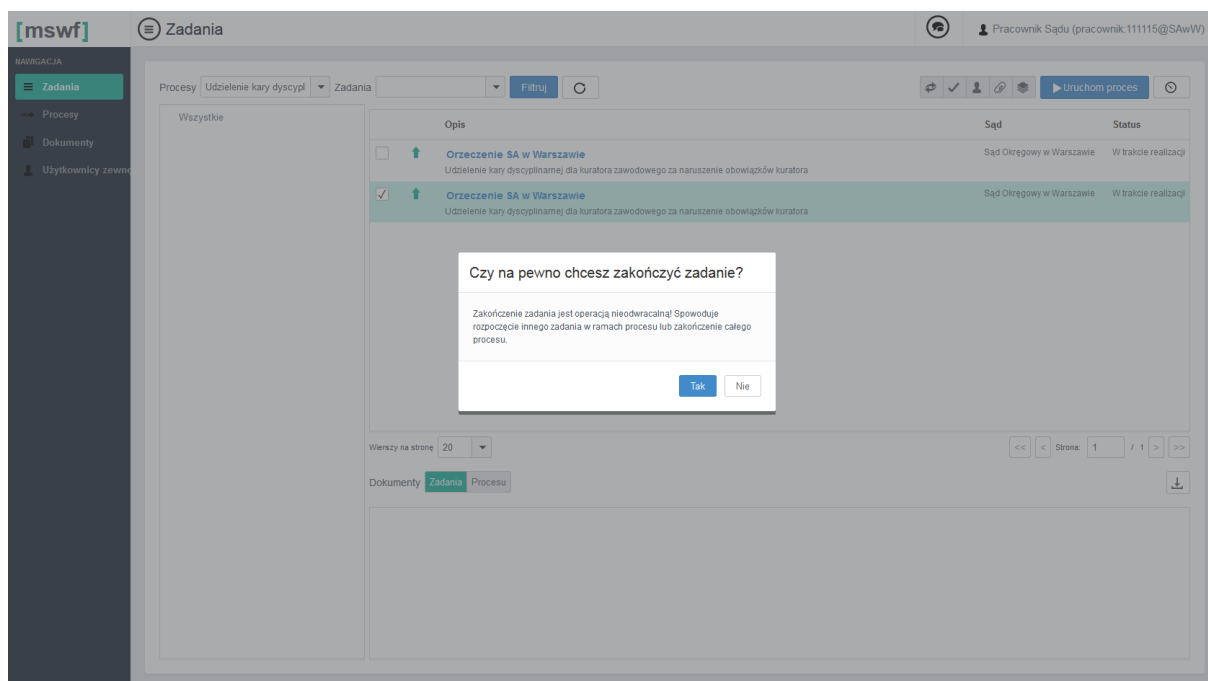 [mswf]
Zadania
Pracownik Sądu (pracownik.111115@SAwW)
NAWIGACJA
Zadania
Procesy
Dokumenty
Użytkownicy zewnę
Procesy Udzielenie kary dyscypl Zadania Filtruj Uruchom proces
Wszystkie
Opis Sąd Status
Orzeczenie SA w Warszawie Sąd Okręgowy w Warszawie W trakcie realizacji
Udzielenie kary dyscyplinarnej dla kuratora zawodowego za naruszenie obowiązków kuratora
Orzeczenie SA w Warszawie Sąd Okręgowy w Warszawie W trakcie realizacji
Udzielenie kary dyscyplinarnej dla kuratora zawodowego za naruszenie obowiązków kuratora
Czy na pewno chcesz zakończyć zadanie?
Zakończenie zadania jest operacją nieodwracalną! Spowoduje
rozpoczęcie innego zadania w ramach procesu lub zakończenie całego
procesu.
Tak Nie
Wierszy na stronę 20 << < Strona: 1 / 1 > >>
Dokumenty Zadania Procesu